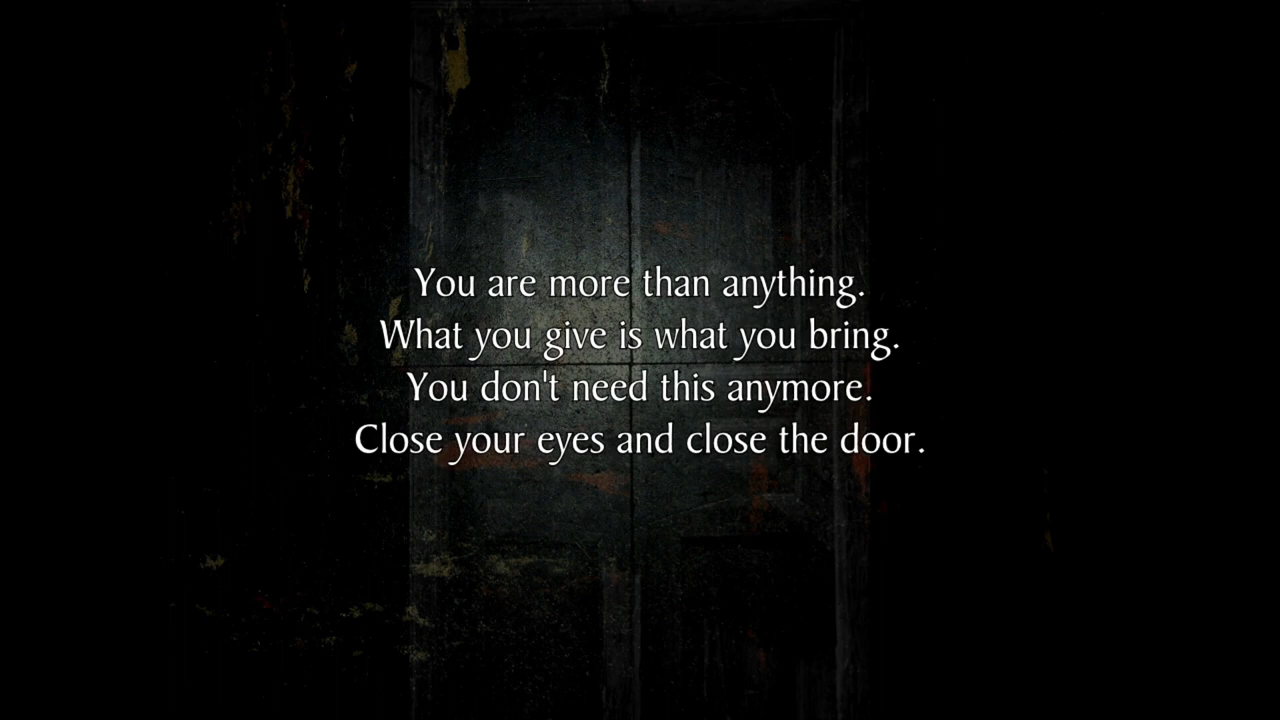 You are more than anything.
What you give is what you bring.
You don't need this anymore.
Close your eyes and close the door.